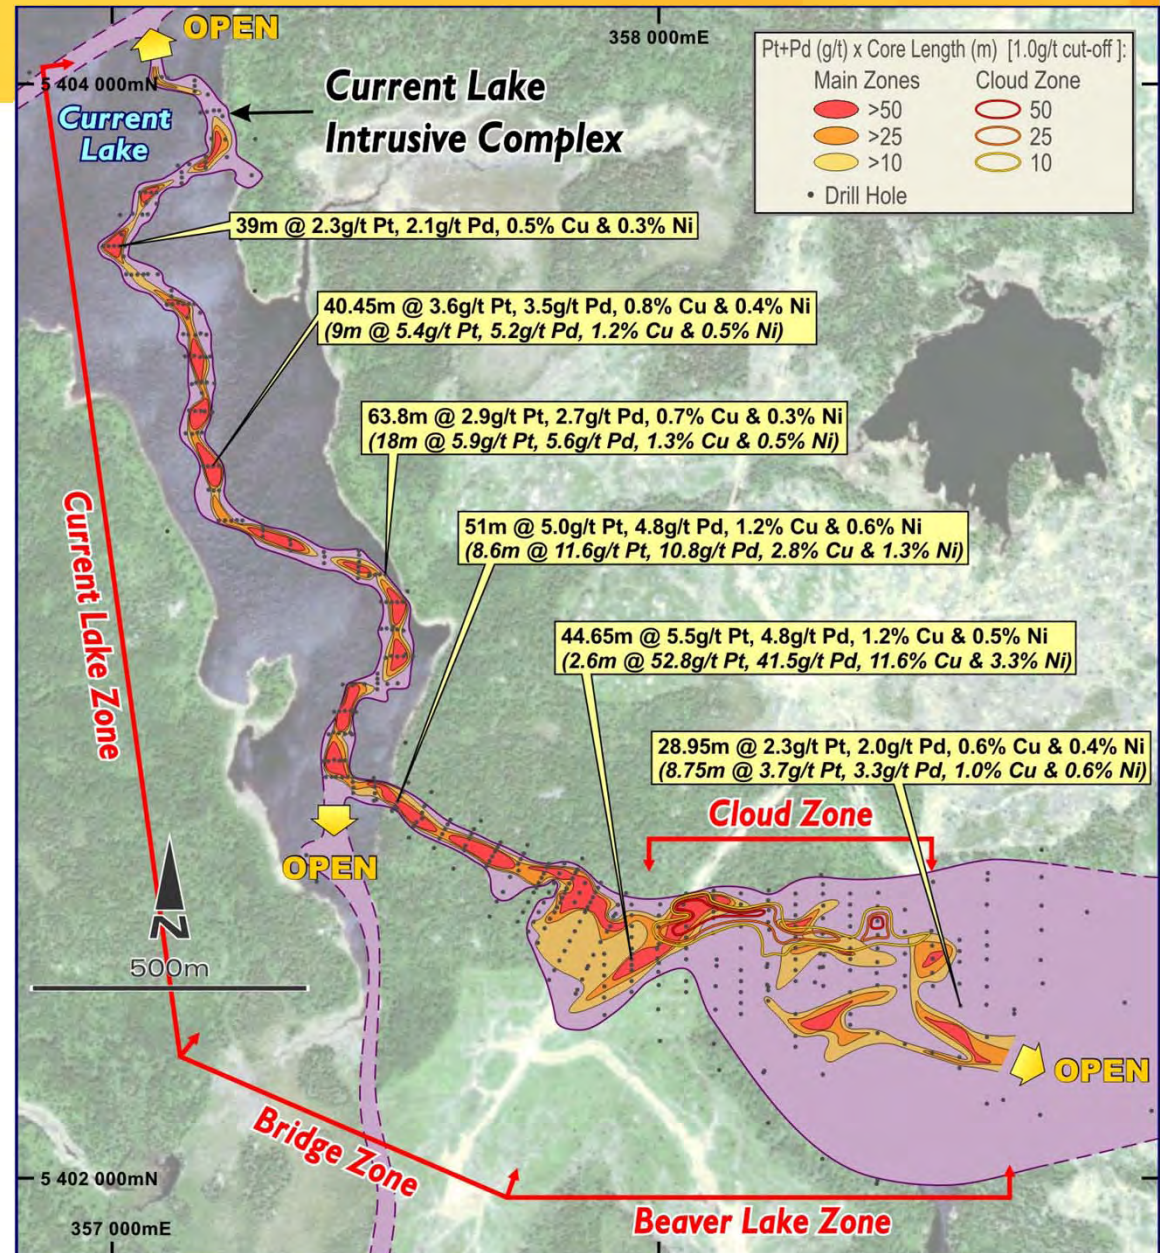 OPEN
358 000mE
5 404 000mN
Current
Lake
Current Lake
Intrusive Complex
Pt+Pd (g/t) x Core Length (m) [1.0g/t cut-off ]:
Main Zones
Cloud Zone
>50
50
>25
25
>10
10
• Drill Hole
39m @ 2.3g/t Pt, 2.1g/t Pd, 0.5% Cu & 0.3% Ni
40.45m @ 3.6g/t Pt, 3.5g/t Pd, 0.8% Cu & 0.4% Ni
(9m @ 5.4g/t Pt, 5.2g/t Pd, 1.2% Cu & 0.5% Ni)
63.8m @ 2.9g/t Pt, 2.7g/t Pd, 0.7% Cu & 0.3% Ni
(18m @ 5.9g/t Pt, 5.6g/t Pd, 1.3% Cu & 0.5% Ni)
Current Lake Zone
51m @ 5.0g/t Pt, 4.8g/t Pd, 1.2% Cu & 0.6% Ni
(8.6m @ 11.6g/t Pt, 10.8g/t Pd, 2.8% Cu & 1.3% Ni)
44.65m @ 5.5g/t Pt, 4.8g/t Pd, 1.2% Cu & 0.5% Ni
(2.6m @ 52.8g/t Pt, 41.5g/t Pd, 11.6% Cu & 3.3% Ni)
28.95m @ 2.3g/t Pt, 2.0g/t Pd, 0.6% Cu & 0.4% Ni
(8.75m @ 3.7g/t Pt, 3.3g/t Pd, 1.0% Cu & 0.6% Ni)
Cloud Zone
OPEN
N
500m
OPEN
Bridge Zone
5 402 000mN
357 000mE
Beaver Lake Zone